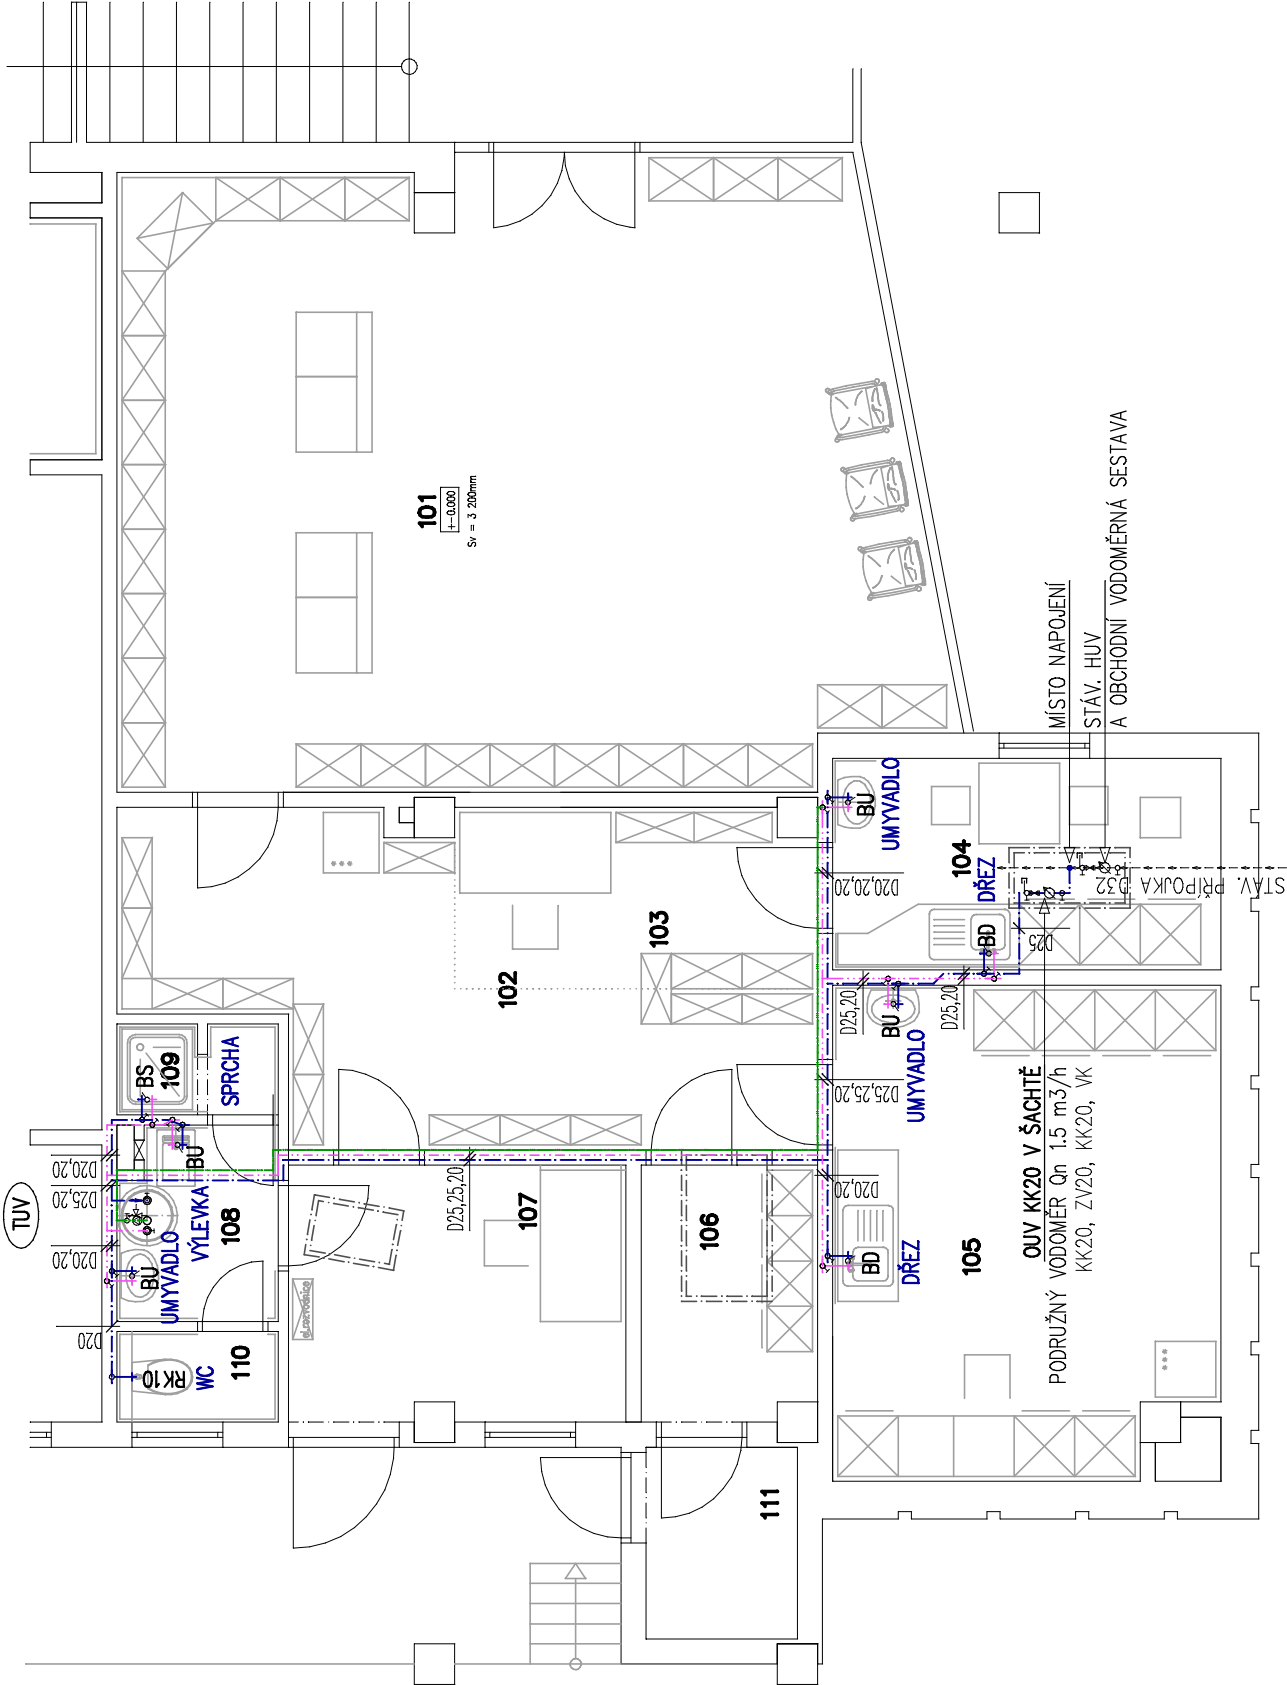 TUV
D20
D20,20
D25,20
D20,20
RK10
WC
110
BU
UMYVADLO
VÝLEVKA
108
BU
BS
109
SPRCHA
el.rozvodnice
D25,25,20
107
106
111
102
103
101
+-0.000
Sv = 3 200mm
D20,20
BD
DŘEZ
105
D25,25,20
D25,20
BU
UMYVADLO
D25,20
D20,20,20
BU
UMYVADLO
104
DŘEZ
BD
D25
OUV KK20 V ŠACHTĚ
PODRUŽNÝ VODOMĚR Qn 1.5 m3/h
KK20, ZV20, KK20, VK
STÁV. PŘÍPOJKA D32
MÍSTO NAPOJENÍ
STÁV. HUV
A OBCHODNÍ VODOMĚRNÁ SESTAVA